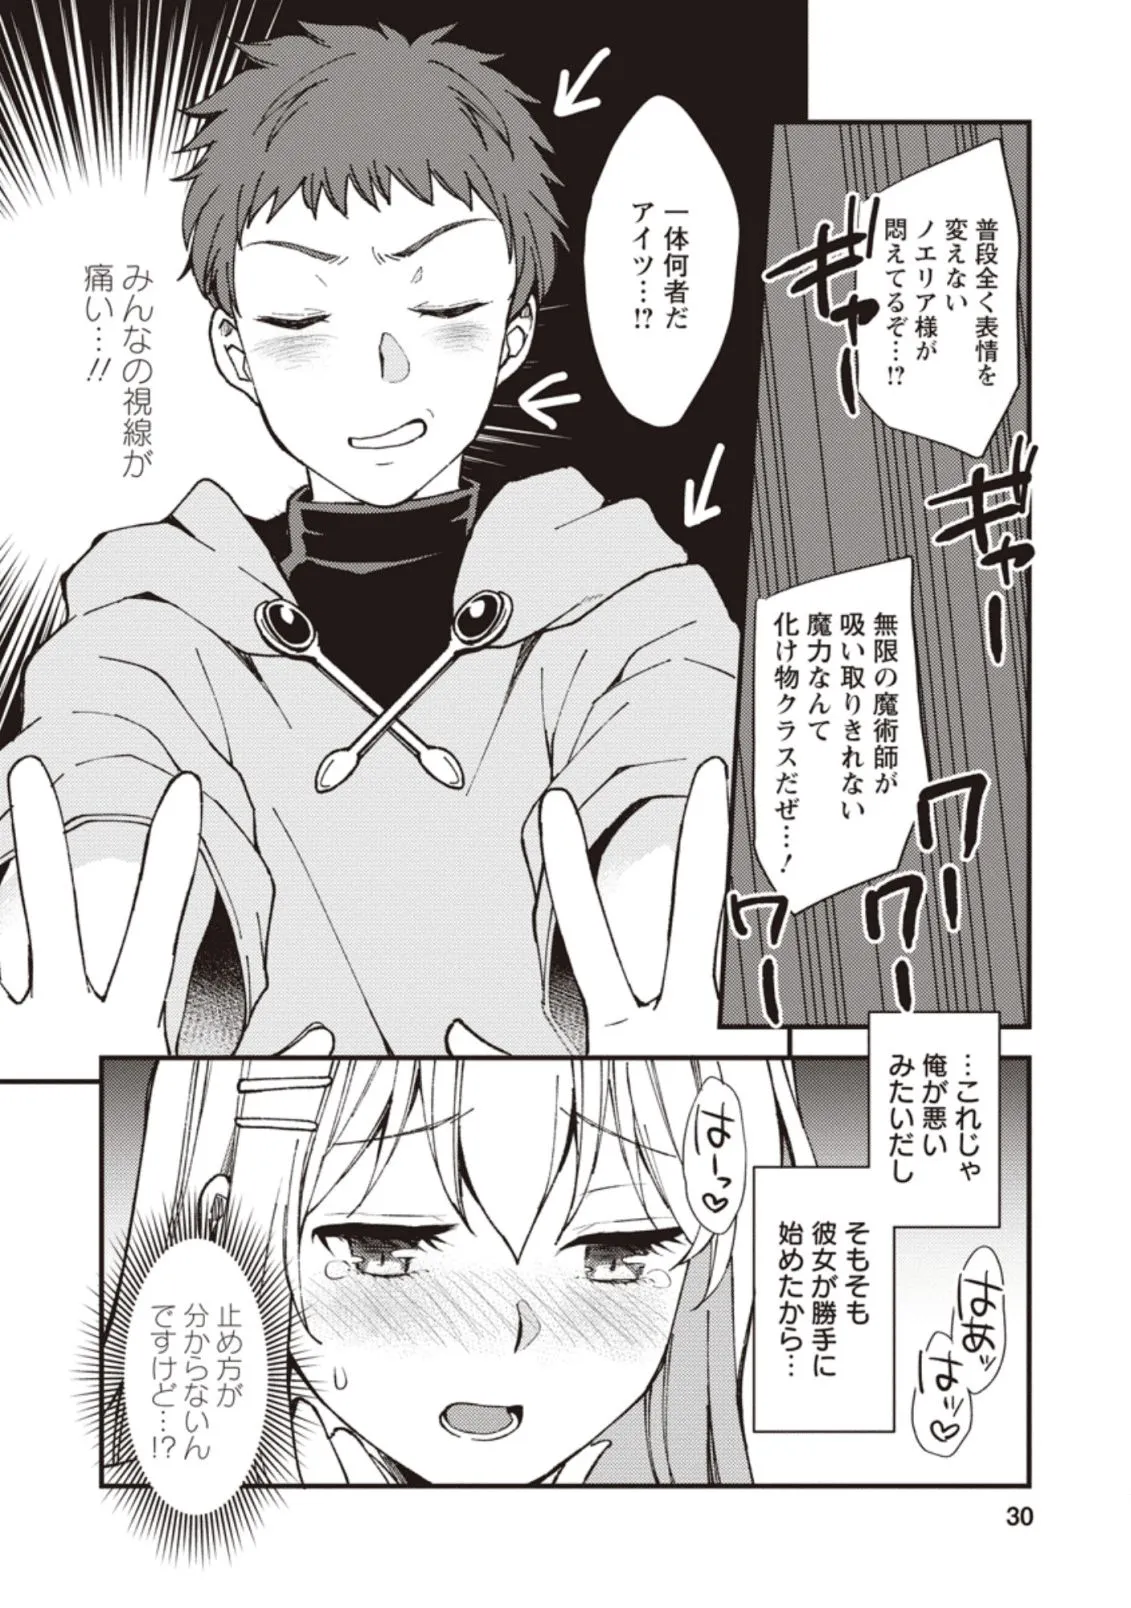 普段全く表情を
変えない
ノエリア様が
悶えてるぞ…!?
ギャー
ギャー
無限の魔術師が
吸い取りきれない
魔力なんて
化け物クラスだぜ…!
ワー
ワー
ワー
一体何者だ
アイツ…!?
みんなの視線が
痛い…!!
…これじゃ
俺が悪い
みたいだし
そもそも
彼女が勝手に
始めたから…
はぁッ
はッ♡
はーっ♡
止め方が
分からないん
ですけど…!?
30